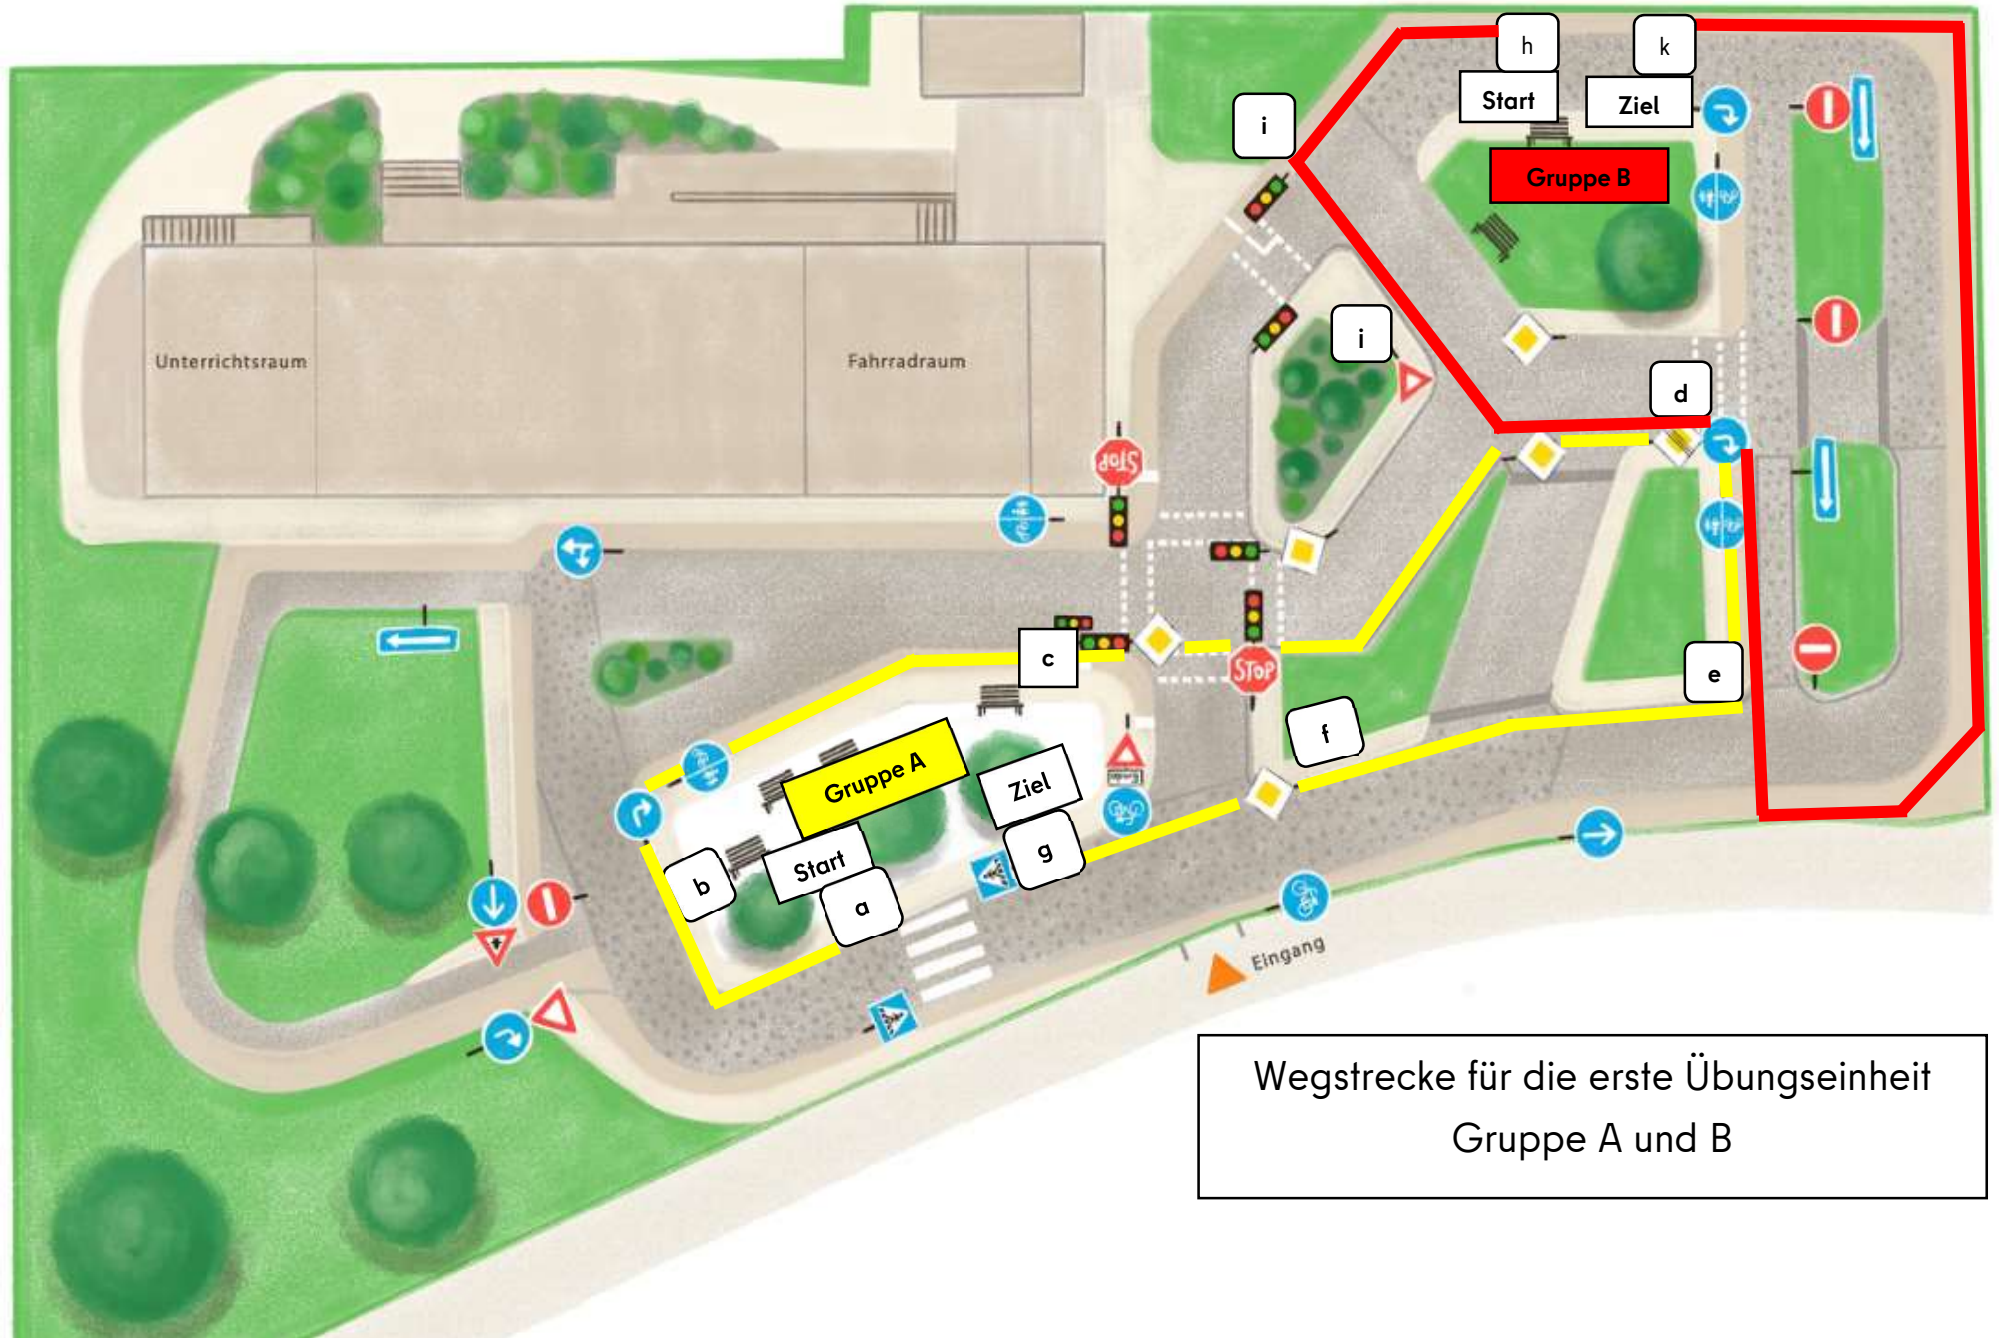 h
k
Start
Ziel
i
Gruppe B
i
Unterrichtsraum
Fahrradraum
d
STOP
c
STOP
e
f
Gruppe A
Ziel
g
Start
b
a
Eingang
Wegstrecke für die erste Übungseinheit
Gruppe A und B